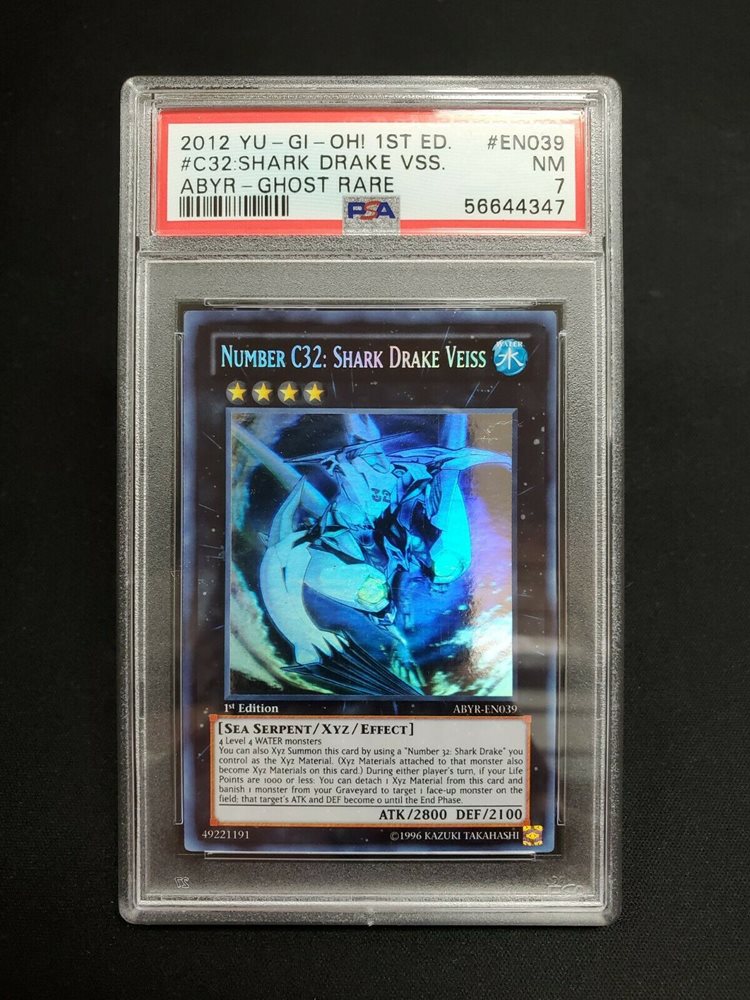 2012 YU-GI-OH! 1ST ED. #EN039
#C32:SHARK DRAKE VSS. NM
ABYR-GHOST RARE 7
PSA 56644347
NUMBER C32: SHARK DRAKE VEISS
WATER
水
1st Edition ABYR-EN039
[SEA SERPENT/XYZ/EFFECT]
4 Level 4 WATER monsters
You can also Xyz Summon this card by using a "Number 32: Shark Drake" you
control as the Xyz Material. (Xyz Materials attached to that monster also
become Xyz Materials on this card.) During either player's turn, if your Life
Points are 1000 or less: You can detach 1 Xyz Material from this card and
banish 1 monster from your Graveyard to target 1 face-up monster on the
field; that target's ATK and DEF become 0 until the End Phase.
ATK/2800 DEF/2100
49221191 ©1996 KAZUKI TAKAHASHI